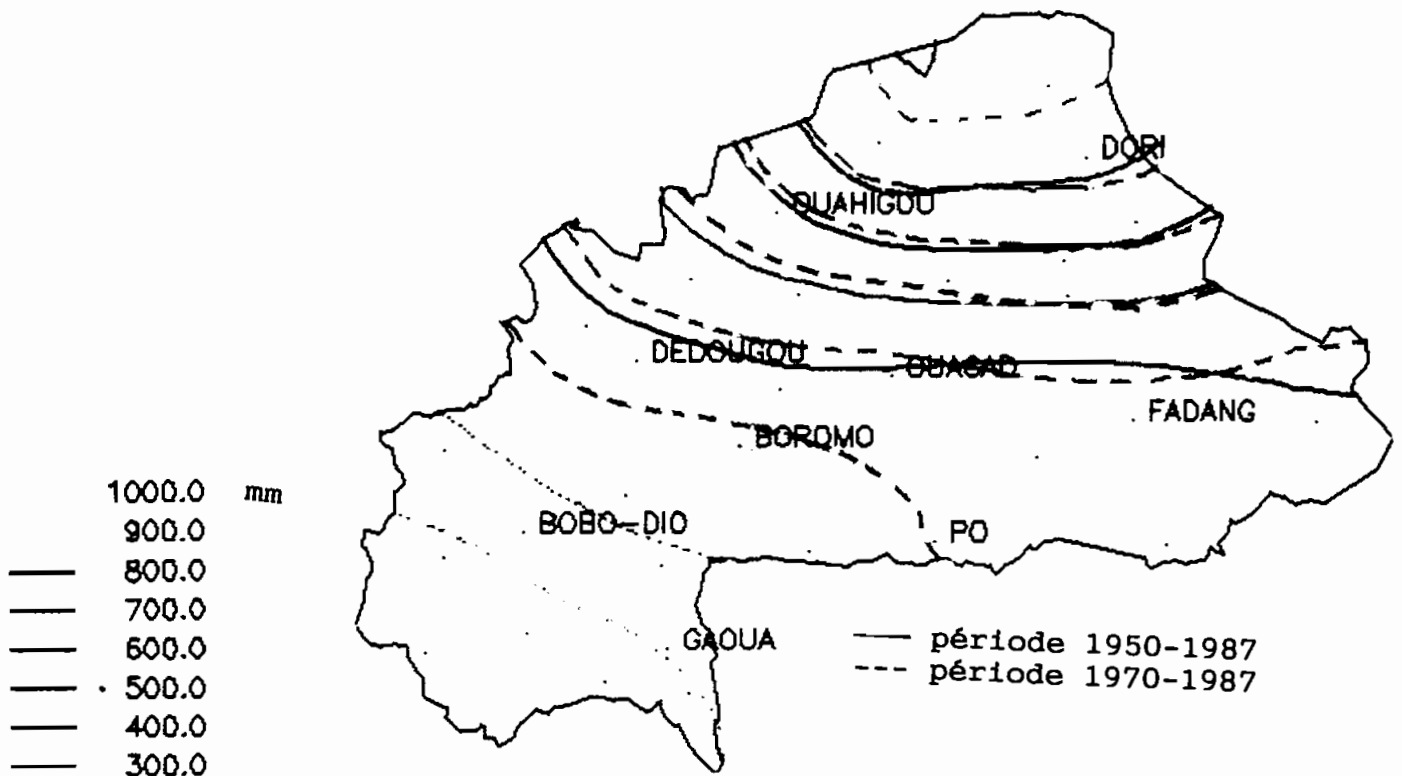 DORI
OUAHIGOU
DEDOUGOU
OUAGAD
FADANG
BOROMO
BOBO-DIO
PO
GAOUA
1000.0 mm
900.0
800.0
700.0
600.0
500.0
400.0
300.0
période 1950-1987
période 1970-1987